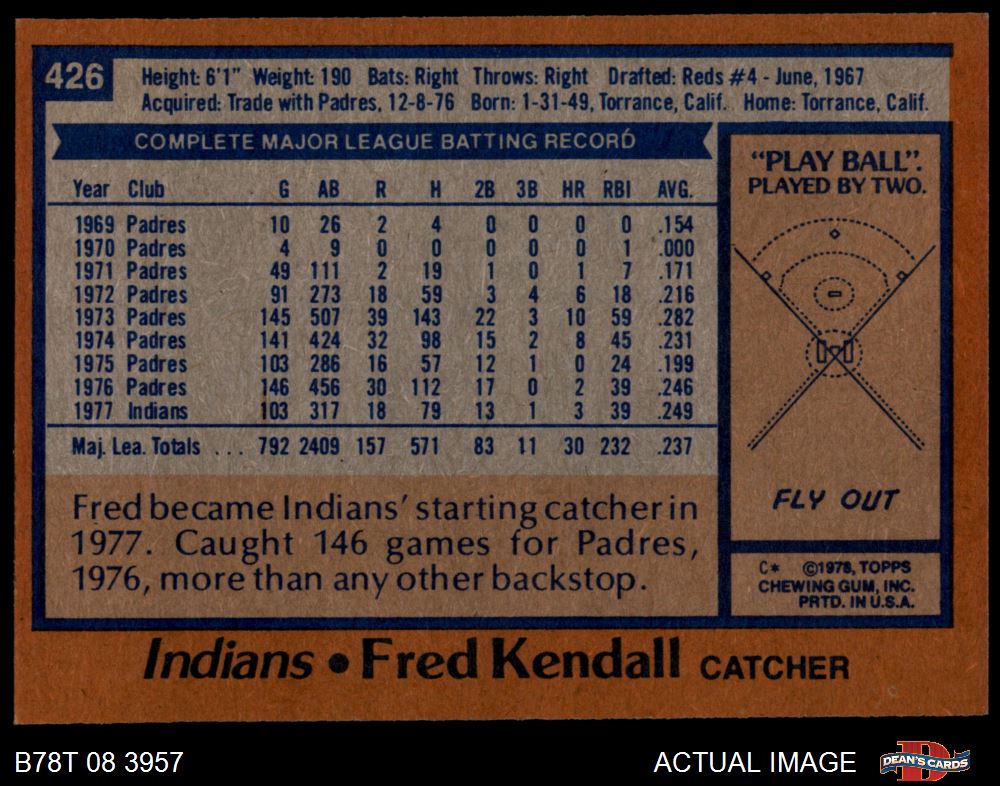 426
Height: 6'1" Weight: 190 Bats: Right Throws: Right Drafted: Reds #4 - June, 1967
Acquired: Trade with Padres, 12-8-76 Born: 1-31-49, Torrance, Calif. Home: Torrance, Calif.
COMPLETE MAJOR LEAGUE BATTING RECORD
Year Club G AB R H 2B 3B HR RBI AVG.
1969 Padres 10 26 2 4 0 0 0 0 .154
1970 Padres 4 9 0 0 0 0 0 1 .000
1971 Padres 49 111 2 19 1 0 1 7 .171
1972 Padres 91 273 18 59 3 4 6 18 .216
1973 Padres 145 507 39 143 22 3 10 59 .282
1974 Padres 141 424 32 98 15 2 8 45 .231
1975 Padres 103 286 16 57 12 1 0 24 .199
1976 Padres 146 456 30 112 17 0 2 39 .246
1977 Indians 103 317 18 79 13 1 3 39 .249
Maj. Lea. Totals ... 792 2409 157 571 83 11 30 232 .237
Fred became Indians' starting catcher in
1977. Caught 146 games for Padres,
1976, more than any other backstop.
"PLAY BALL".
PLAYED BY TWO.
FLY OUT
C* ©1978, TOPPS
CHEWING GUM, INC.
PRTD. IN U.S.A.
Indians • Fred Kendall CATCHER
B78T 08 3957
ACTUAL IMAGE
D
DEAN'S CARDS